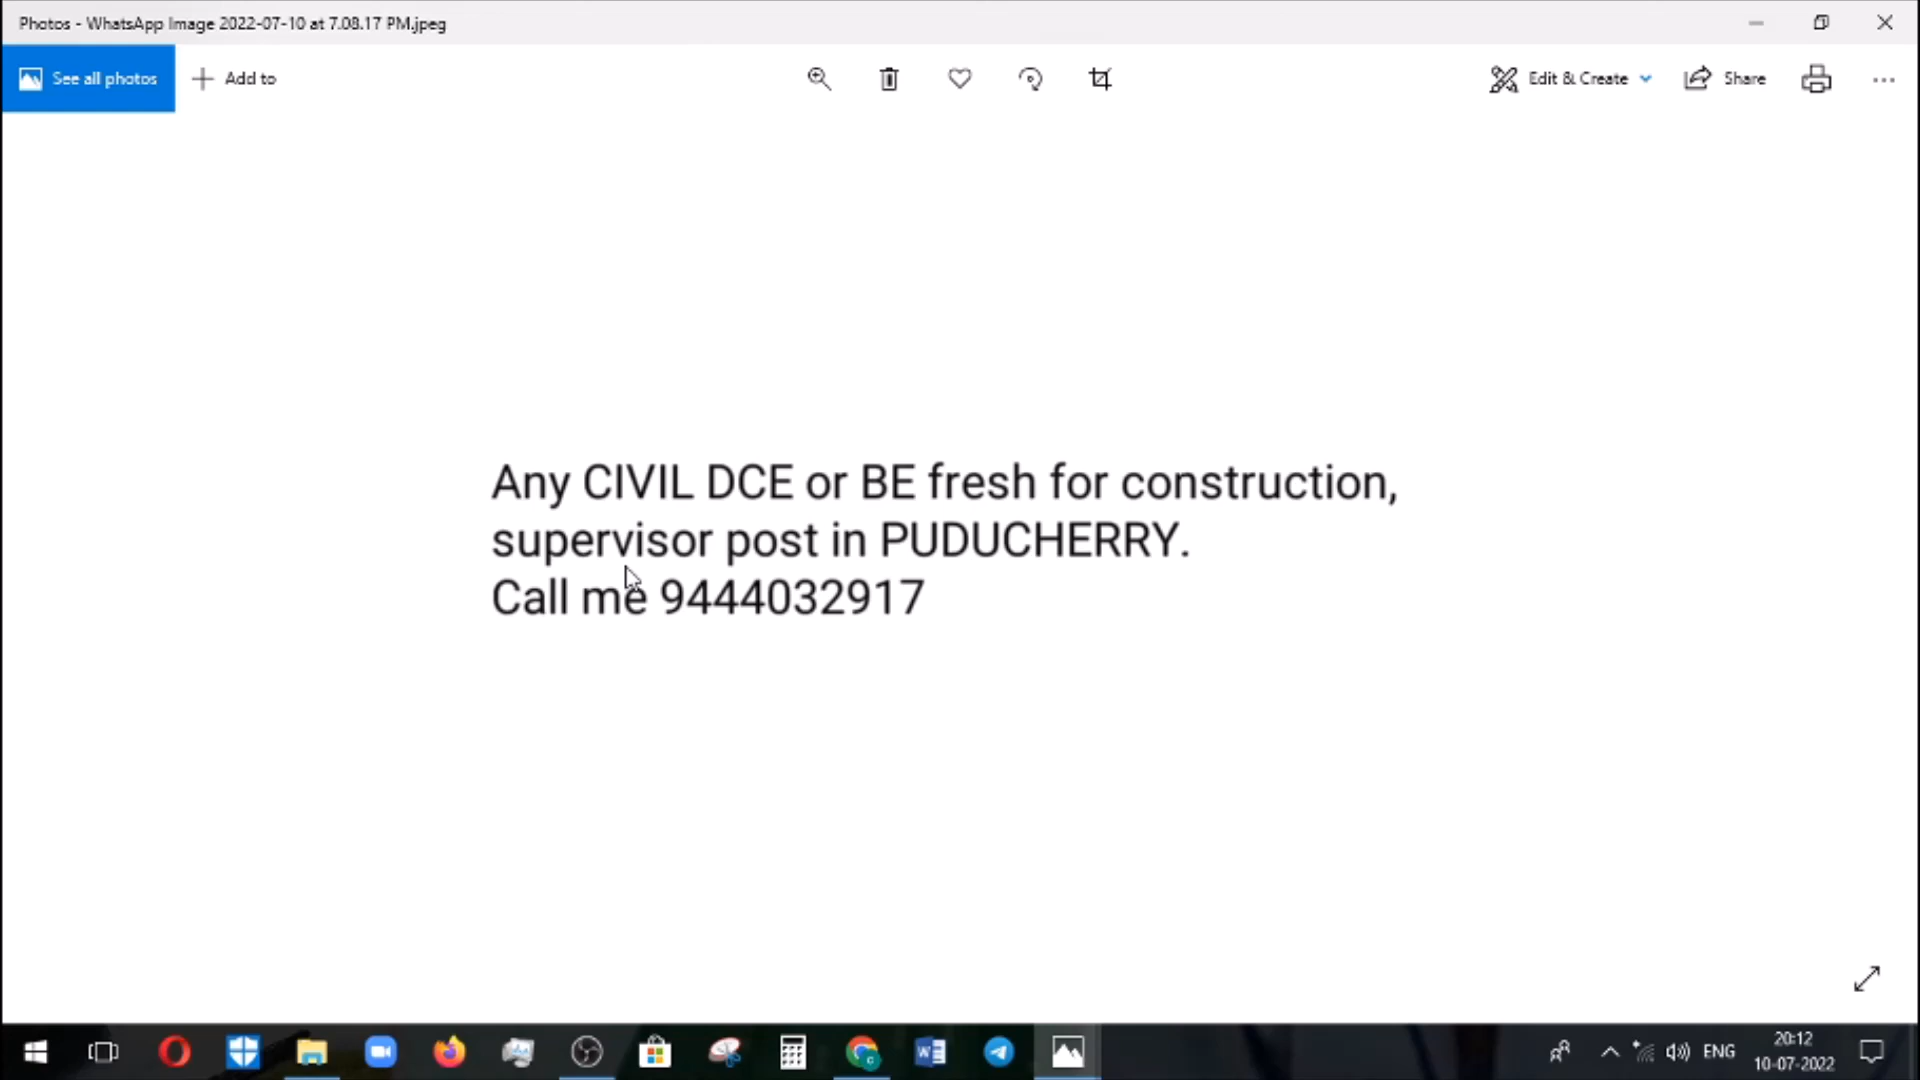 Photos - WhatsApp Image 2022-07-10 at 7.08.17 PM.jpeg
See all photos
Add to
Edit & Create
Share
Any CIVIL DCE or BE fresh for construction,
supervisor post in PUDUCHERRY.
Call me 9444032917
ENG
20:12
10-07-2022